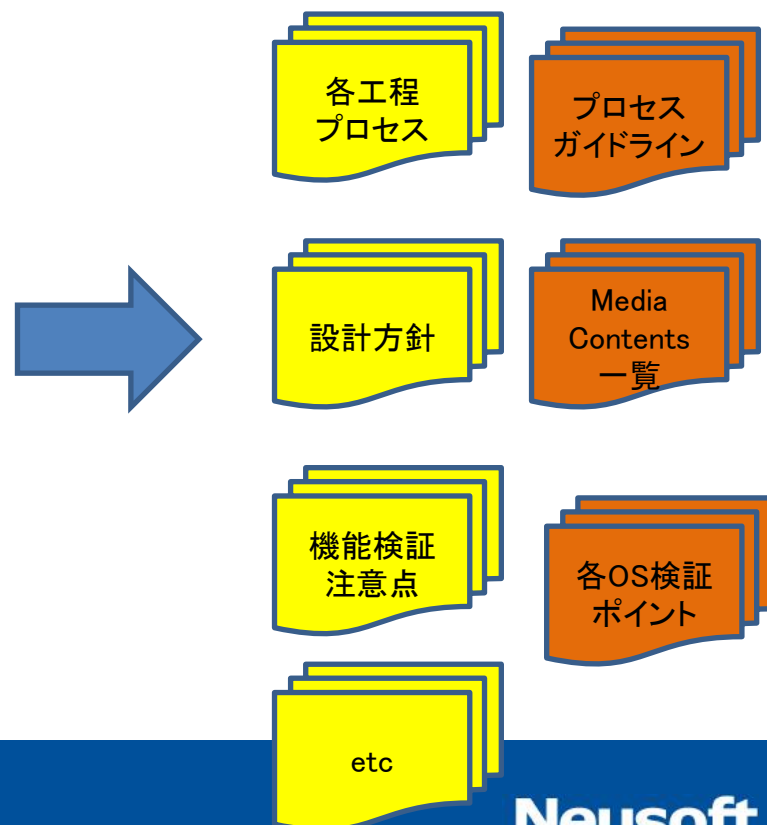 各工程
プロセス
プロセス
ガイドライン
設計方針
Media
Contents
一覧
機能検証
注意点
各OS検証
ポイント
etc
Neusoft